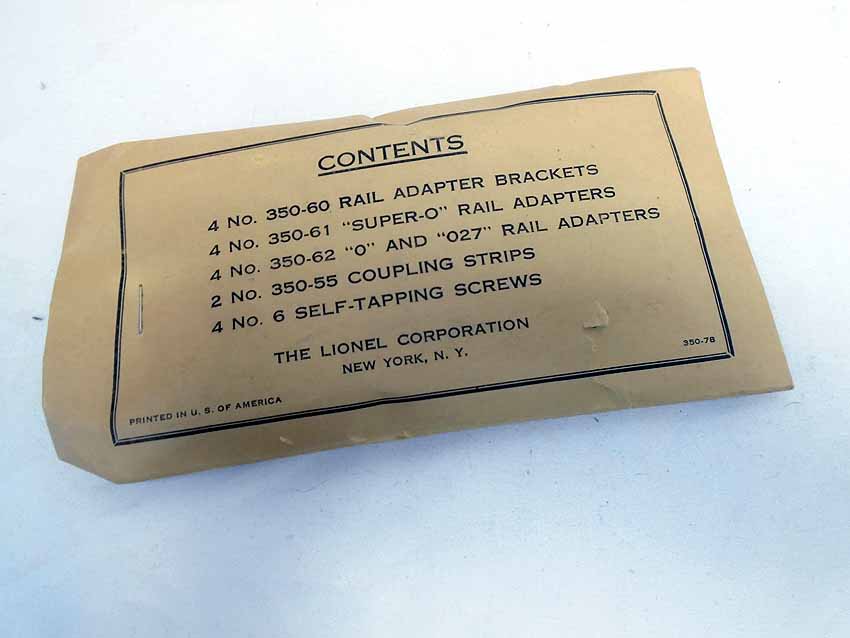 CONTENTS
4 No. 350-60 RAIL ADAPTER BRACKETS
4 No. 350-61 "SUPER-O" RAIL ADAPTERS
4 No. 350-62 "O" AND "027" RAIL ADAPTERS
2 No. 350-55 COUPLING STRIPS
4 No. 6 SELF-TAPPING SCREWS
THE LIONEL CORPORATION
NEW YORK, N. Y.
350-78
PRINTED IN U. S. OF AMERICA